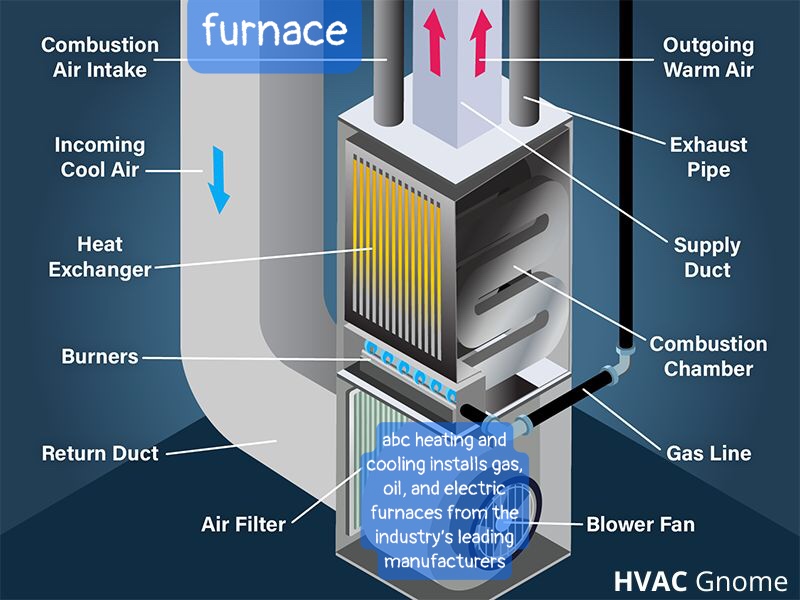 furnace
Combustion
Air Intake
Outgoing
Warm Air
Incoming
Cool Air
Exhaust
Pipe
Heat
Exchanger
Supply
Duct
Burners
Combustion
Chamber
Return Duct
Gas Line
Air Filter
Blower Fan
abc heating and
cooling installs gas,
oil, and electric
furnaces from the
industry's leading
manufacturers
HVAC Gnome